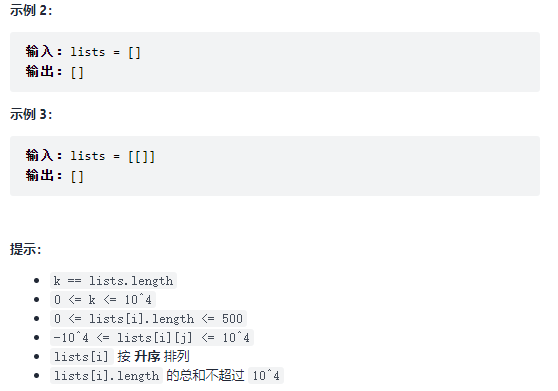 示例 2：
输入：lists = []
输出：[]
示例 3：
输入：lists = [[]]
输出：[]
提示：
k == lists.length
0 <= k <= 10^4
0 <= lists[i].length <= 500
-10^4 <= lists[i][j] <= 10^4
lists[i] 按 升序 排列
lists[i].length 的总和不超过 10^4